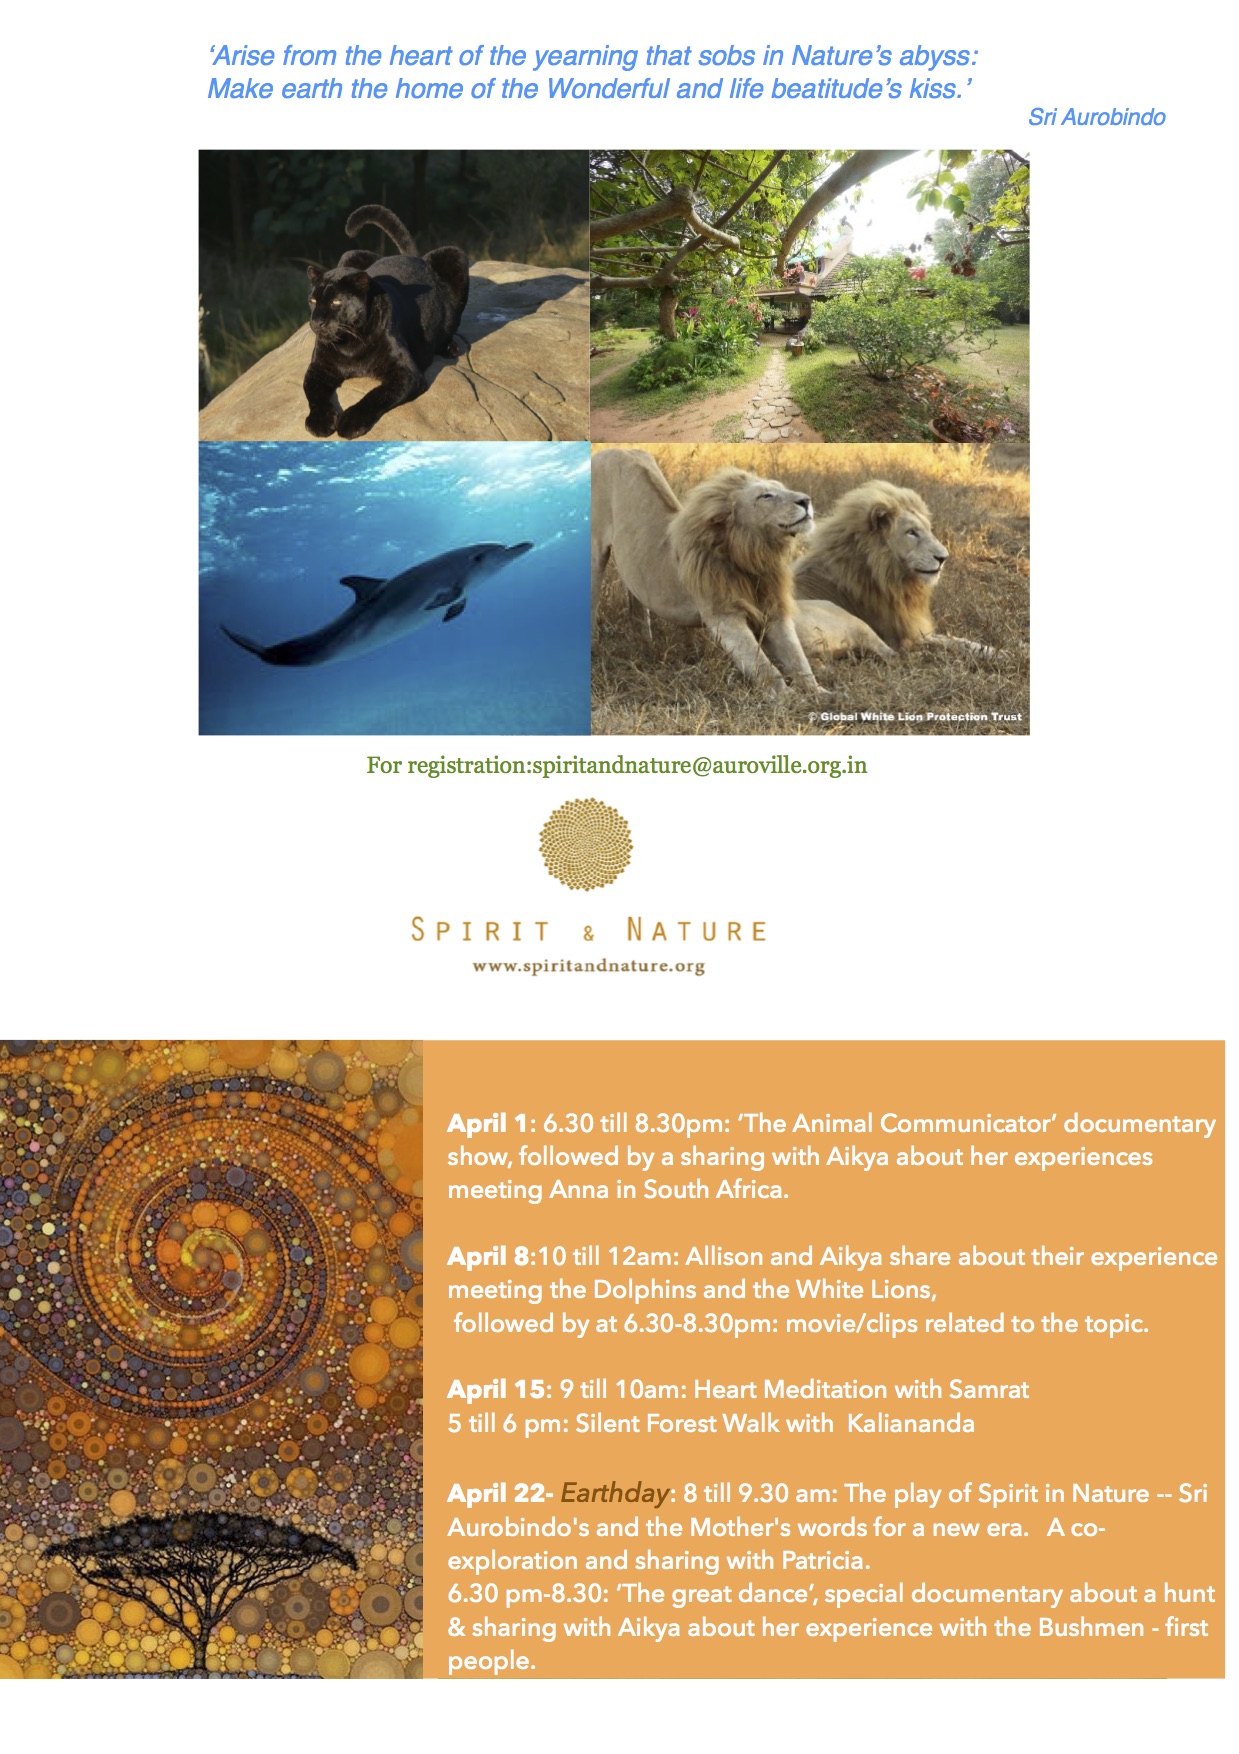 ‘Arise from the heart of the yearning that sobs in Nature’s abyss:
Make earth the home of the Wonderful and life beatitude’s kiss.’
Sri Aurobindo
© Global White Lion Protection Trust
For registration:spiritandnature@auroville.org.in
SPIRIT & NATURE
www.spiritandnature.org
April 1: 6.30 till 8.30pm: ‘The Animal Communicator’ documentary
show, followed by a sharing with Aikya about her experiences
meeting Anna in South Africa.
April 8:10 till 12am: Allison and Aikya share about their experience
meeting the Dolphins and the White Lions,
followed by at 6.30-8.30pm: movie/clips related to the topic.
April 15: 9 till 10am: Heart Meditation with Samrat
5 till 6 pm: Silent Forest Walk with Kaliananda
April 22- Earthday: 8 till 9.30 am: The play of Spirit in Nature -- Sri
Aurobindo's and the Mother's words for a new era. A co-
exploration and sharing with Patricia.
6.30 pm-8.30: ‘The great dance’, special documentary about a hunt
& sharing with Aikya about her experience with the Bushmen - first
people.